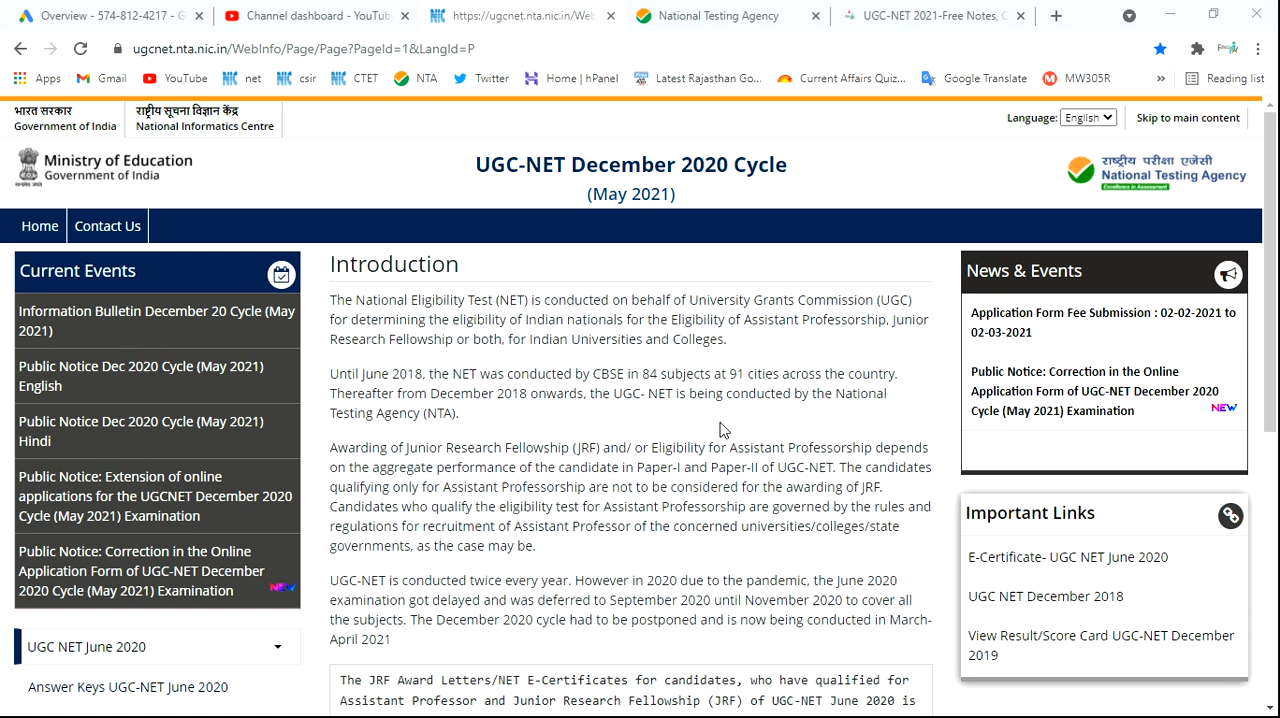 Overview - 574-812-4217 - G
Channel dashboard - YouTube
https://ugcnet.nta.nic.in/Web
National Testing Agency
UGC-NET 2021-Free Notes, C
ugcnet.nta.nic.in/WebInfo/Page/Page?PageId=1&LangId=P
Apps
Gmail
YouTube
net
csir
CTET
NTA
Twitter
Home | hPanel
Latest Rajasthan Go...
Current Affairs Quiz...
Google Translate
MW305R
Reading list
भारत सरकार
Government of India
राष्ट्रीय सूचना विज्ञान केंद्र
National Informatics Centre
Language: English
Skip to main content
Ministry of Education
Government of India
UGC-NET December 2020 Cycle
(May 2021)
राष्ट्रीय परीक्षा एजेंसी
National Testing Agency
Excellence in Assessment
Home
Contact Us
Current Events
Information Bulletin December 20 Cycle (May
2021)
Public Notice Dec 2020 Cycle (May 2021)
English
Public Notice Dec 2020 Cycle (May 2021)
Hindi
Public Notice: Extension of online
applications for the UGCNET December 2020
Cycle (May 2021) Examination
Public Notice: Correction in the Online
Application Form of UGC-NET December
2020 Cycle (May 2021) Examination NEW
UGC NET June 2020
Answer Keys UGC-NET June 2020
Introduction
The National Eligibility Test (NET) is conducted on behalf of University Grants Commission (UGC)
for determining the eligibility of Indian nationals for the Eligibility of Assistant Professorship, Junior
Research Fellowship or both, for Indian Universities and Colleges.
Until June 2018, the NET was conducted by CBSE in 84 subjects at 91 cities across the country.
Thereafter from December 2018 onwards, the UGC- NET is being conducted by the National
Testing Agency (NTA).
Awarding of Junior Research Fellowship (JRF) and/ or Eligibility for Assistant Professorship depends
on the aggregate performance of the candidate in Paper-I and Paper-II of UGC-NET. The candidates
qualifying only for Assistant Professorship are not to be considered for the awarding of JRF.
Candidates who qualify the eligibility test for Assistant Professorship are governed by the rules and
regulations for recruitment of Assistant Professor of the concerned universities/colleges/state
governments, as the case may be.
UGC-NET is conducted twice every year. However in 2020 due to the pandemic, the June 2020
examination got delayed and was deferred to September 2020 until November 2020 to cover all
the subjects. The December 2020 cycle had to be postponed and is now being conducted in March-
April 2021
The JRF Award Letters/NET E-Certificates for candidates, who have qualified for
Assistant Professor and Junior Research Fellowship (JRF) of UGC-NET June 2020 is
News & Events
Application Form Fee Submission : 02-02-2021 to
02-03-2021
Public Notice: Correction in the Online
Application Form of UGC-NET December 2020
Cycle (May 2021) Examination NEW
Important Links
E-Certificate- UGC NET June 2020
UGC NET December 2018
View Result/Score Card UGC-NET December
2019